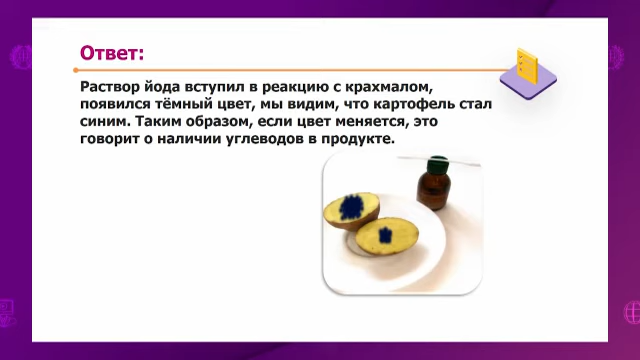 Ответ:
Раствор йода вступил в реакцию с крахмалом,
появился тёмный цвет, мы видим, что картофель стал
синим. Таким образом, если цвет меняется, это
говорит о наличии углеводов в продукте.